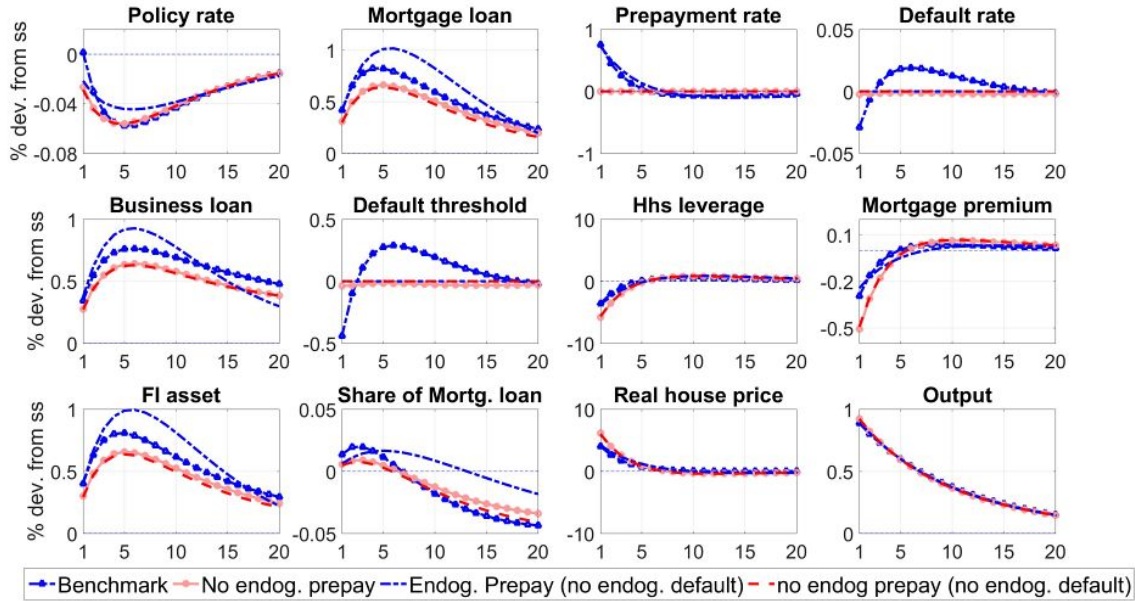 Policy rate
Mortgage loan
Prepayment rate
Default rate
% dev. from ss
0
-0.04
-0.08
1 5 10 15 20
1
0.5
0
1 5 10 15 20
1
0
-1
1 5 10 15 20
0.05
0
-0.05
1 5 10 15 20
Business loan
Default threshold
Hhs leverage
Mortgage premium
% dev. from ss
1
0.5
0
1 5 10 15 20
0.5
0
-0.5
1 5 10 15 20
10
0
-10
1 5 10 15 20
0.1
-0.2
-0.5
1 5 10 15 20
FI asset
Share of Mortg. loan
Real house price
Output
% dev. from ss
1
0.5
0
1 5 10 15 20
0.05
0
-0.05
1 5 10 15 20
10
0
-10
1 5 10 15 20
1
0.5
0
1 5 10 15 20
Benchmark No endog. prepay Endog. Prepay (no endog. default) no endog prepay (no endog. default)